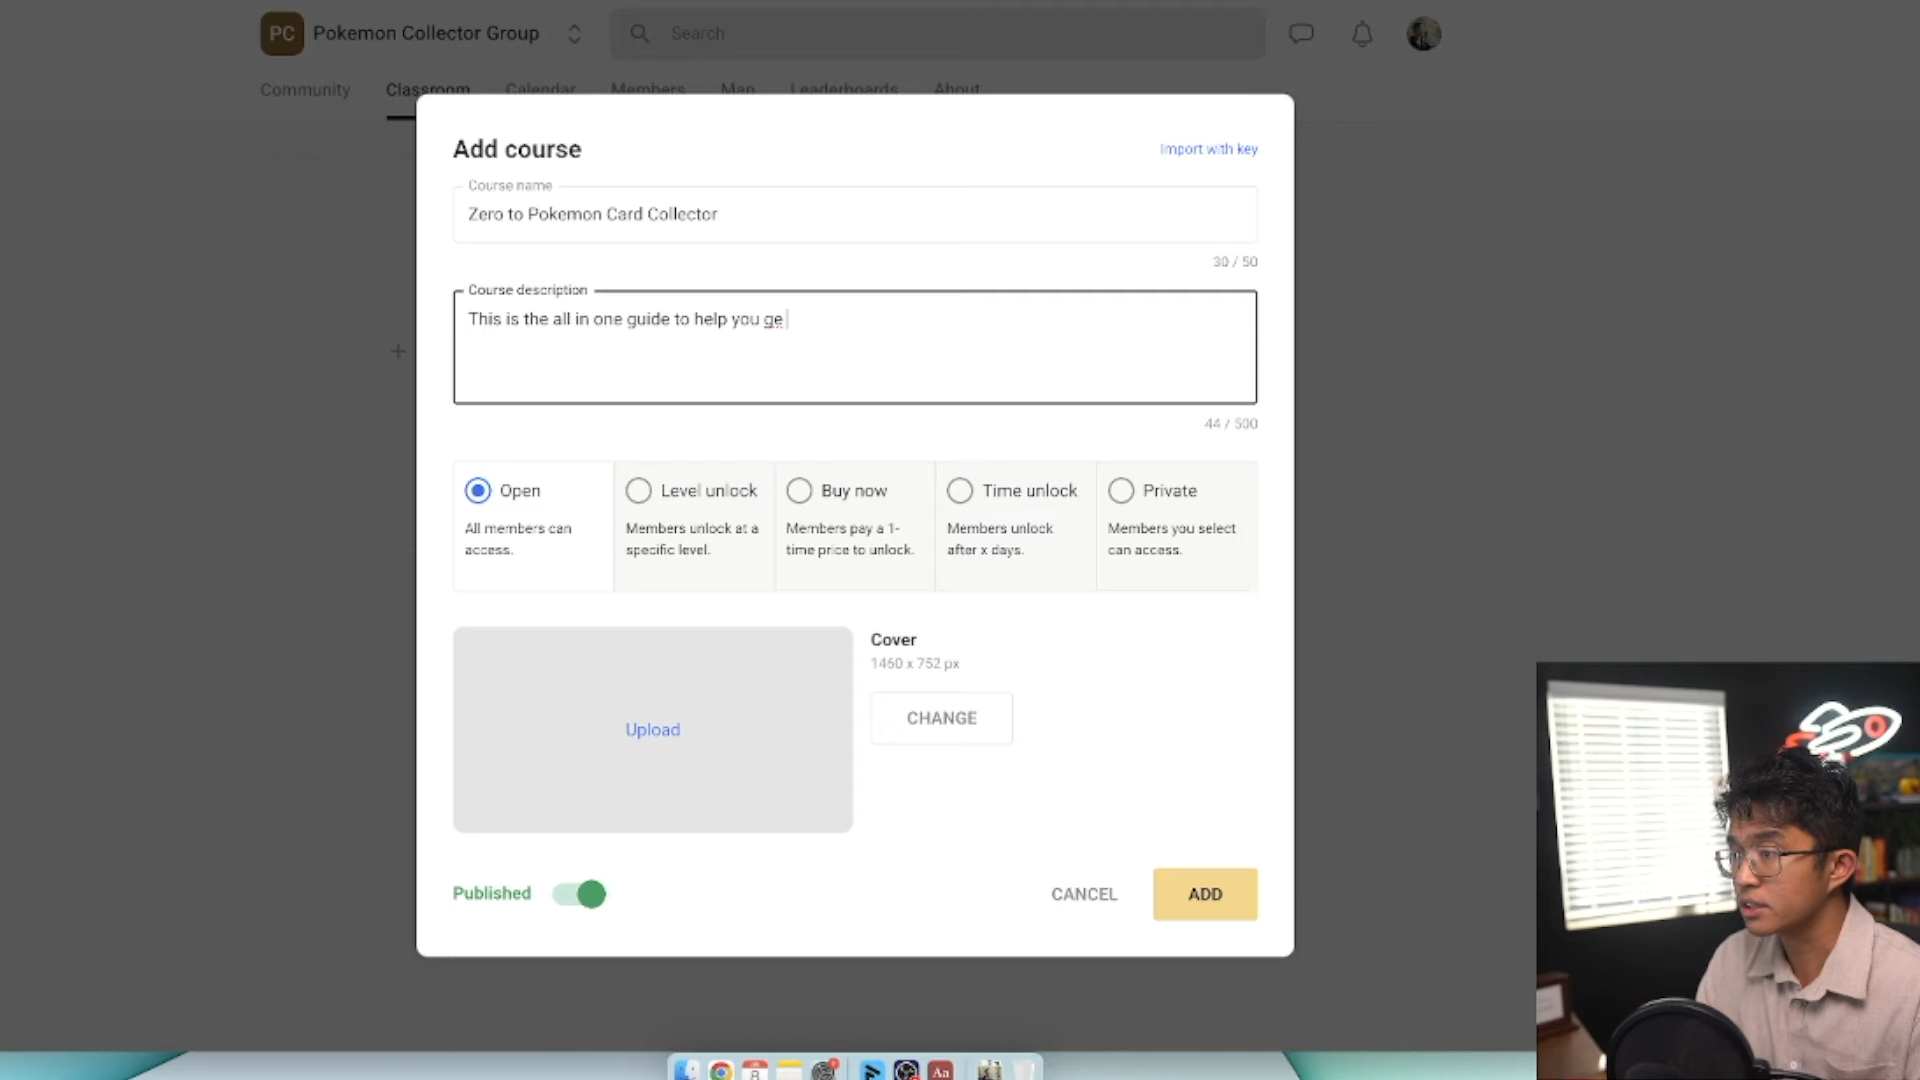 PC Pokemon Collector Group
Search
Community Classroom Calendar Members Map Leaderboards About
Add course
Import with key
Course name
Zero to Pokemon Card Collector
30 / 50
Course description
This is the all in one guide to help you ge
44 / 500
Open
All members can
access.
Level unlock
Members unlock at a
specific level.
Buy now
Members pay a 1-
time price to unlock.
Time unlock
Members unlock
after x days.
Private
Members you select
can access.
Upload
Cover
1460 x 752 px
CHANGE
Published
CANCEL
ADD
8
Aa